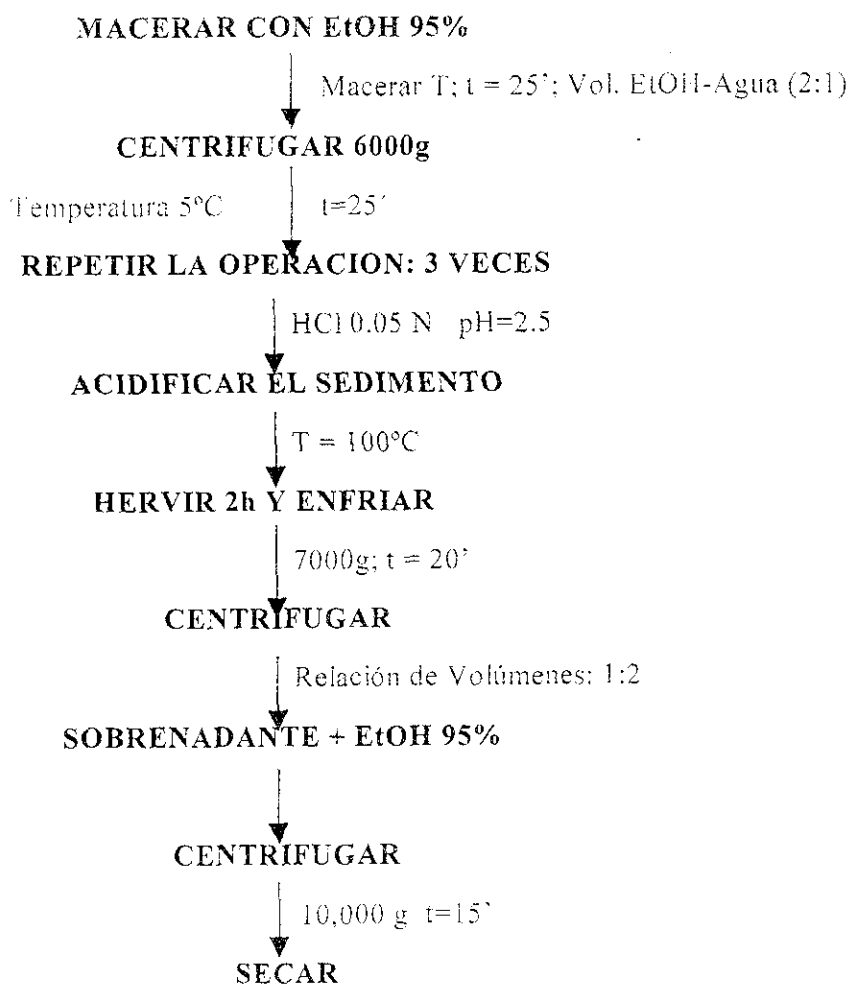 MACERAR CON EtOH 95%
Macerar T; t = 25'; Vol. EtOH-Agua (2:1)
CENTRIFUGAR 6000g
Temperatura 5ºC t=25´
REPETIR LA OPERACION: 3 VECES
HCl 0.05 N pH=2.5
ACIDIFICAR EL SEDIMENTO
T = 100ºC
HERVIR 2h Y ENFRIAR
7000g; t = 20'
CENTRIFUGAR
Relación de Volúmenes: 1:2
SOBRENADANTE + EtOH 95%
CENTRIFUGAR
10,000 g t=15`
SECAR